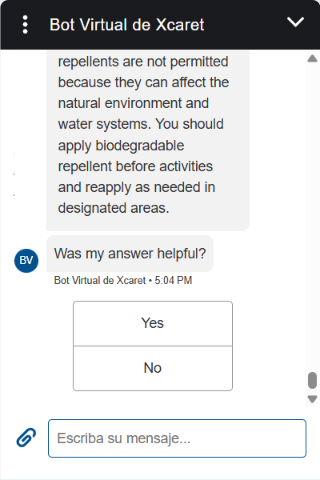 Bot Virtual de Xcaret
repellents are not permitted
because they can affect the
natural environment and
water systems. You should
apply biodegradable
repellent before activities
and reapply as needed in
designated areas.
BV
Was my answer helpful?
Bot Virtual de Xcaret • 5:04 PM
Yes
No
Escriba su mensaje...